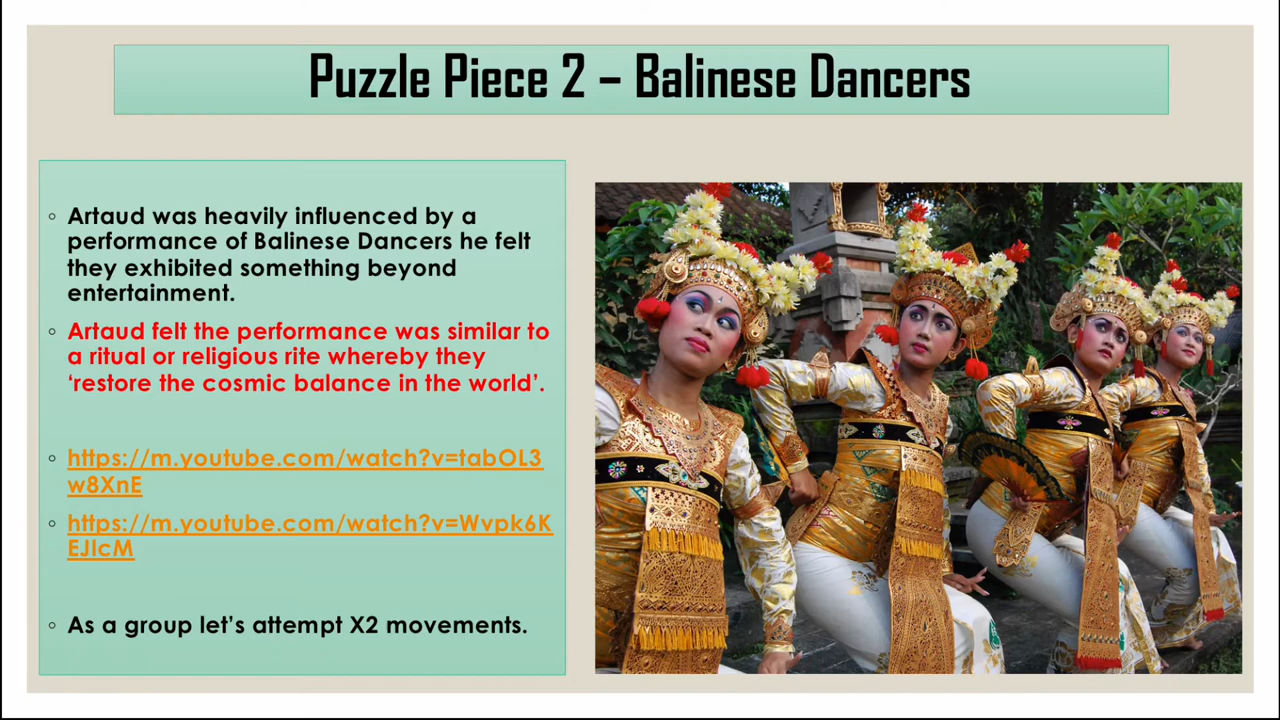 Puzzle Piece 2 – Balinese Dancers
◦ Artaud was heavily influenced by a
performance of Balinese Dancers he felt
they exhibited something beyond
entertainment.
◦ Artaud felt the performance was similar to
a ritual or religious rite whereby they
‘restore the cosmic balance in the world’.
◦ https://m.youtube.com/watch?v=tabOL3
w8XnE
◦ https://m.youtube.com/watch?v=Wvpk6K
EJlcM
◦ As a group let’s attempt X2 movements.